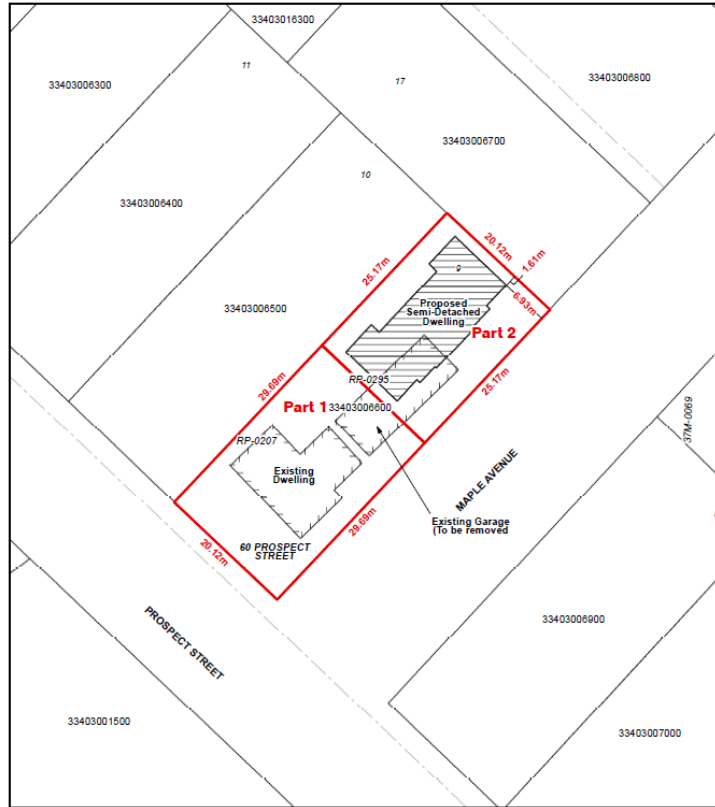 33403016300
11
33403006300
17
33403006800
33403006700
10
33403006400
20.12m
1.61m
25.17m
9
6.93m
33403006500
Proposed
Semi-Detached
Dwelling
Part 2
RP-0295
25.17m
29.69m
Part 1
33403006600
37M-0069
RP-0207
Existing
Dwelling
MAPLE AVENUE
Existing Garage
(To be removed
29.69m
20.12m
60 PROSPECT
STREET
33403006900
PROSPECT STREET
33403001500
33403007000